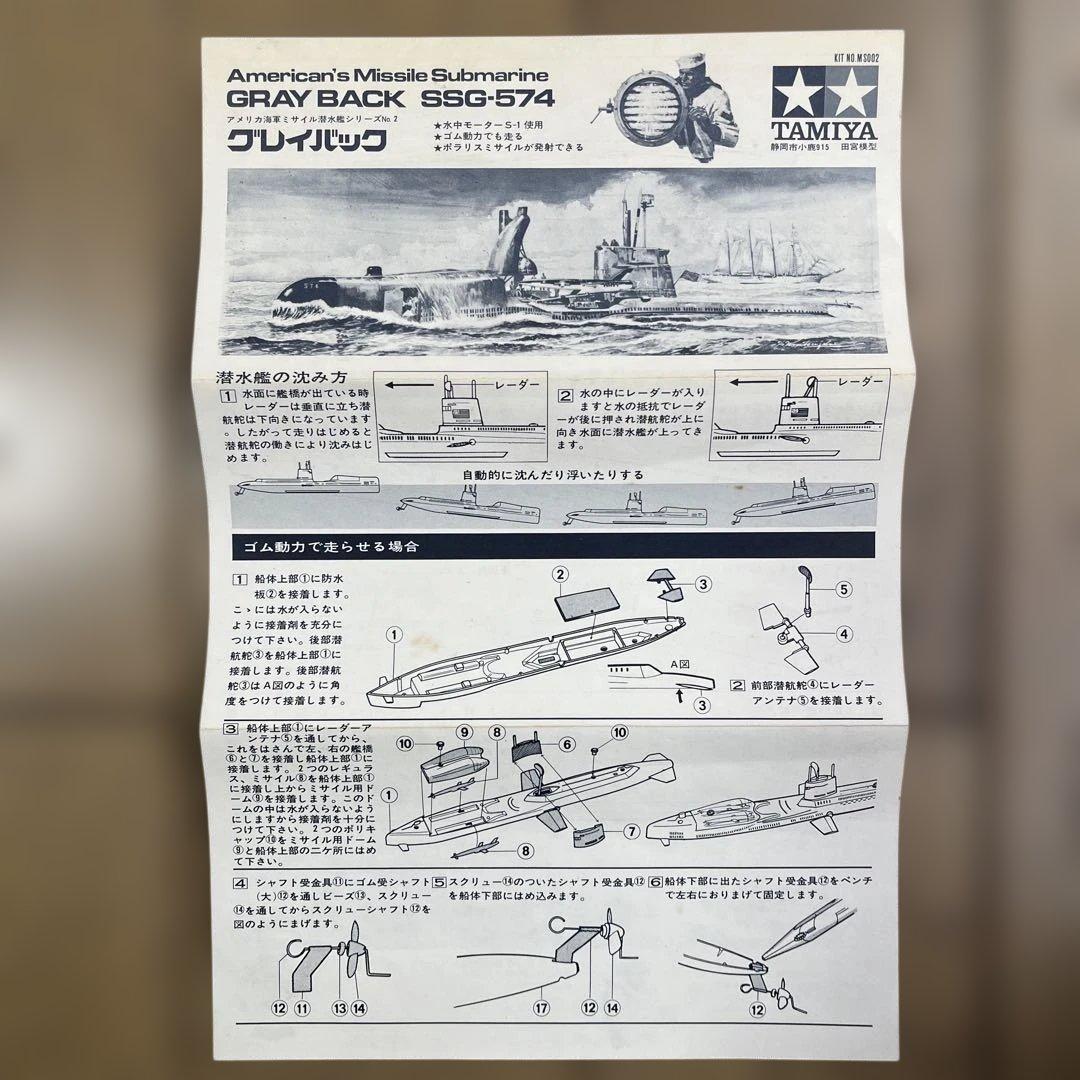 KIT NO.MS002
American's Missile Submarine
GRAY BACK SSG-574
アメリカ海軍ミサイル潜水艦シリーズNo.2
グレイバック
★水中モーターS-1使用
★ゴム動力でも走る
★ポラリスミサイルが発射できる
TAMIYA
静岡市小鹿915 田宮模型
574
潜水艦の沈み方
1 水面に艦橋が出ている時
レーダーは垂直に立ち潜
航舵は下向きになっています
。したがって走りはじめると
潜航舵の働きにより沈みはじ
めます。
レーダー
2 水の中にレーダーが入り
ますと水の抵抗でレーダ
ーが後に押され潜航舵が上に
向き水面に潜水艦が上ってき
ます。
レーダー
自動的に沈んだり浮いたりする
ゴム動力で走らせる場合
1 船体上部①に防水
板②を接着します。
こゝには水が入らない
ように接着剤を充分に
つけて下さい。後部潜
航舵③を船体上部①に
接着します。後部潜航
舵③はA図のように角
度をつけて接着します。
① ② ③
A図
③
⑤
④
2 前部潜航舵④にレーダー
アンテナ⑤を接着します。
3 船体上部①にレーダーア
ンテナ⑤を通してから、
これをはさんで左、右の艦橋
⑥と⑦を接着し船体上部①に
接着します。2つのレギュラ
ス、ミサイル⑧を船体上部①
に接着し上からミサイル用ド
ーム⑨を接着します。このド
ームの中は水が入らないよう
にしますから接着剤を十分に
つけて下さい。2つのポリキ
ャップ⑩をミサイル用ドーム
⑨と船体上部の二ケ所にはめ
て下さい。
⑩ ⑨ ⑧ ⑥ ⑩
①
⑦
⑧
4 シャフト受金具⑪にゴム受シャフト
(大)⑫を通しビーズ⑬、スクリュー
⑭を通してからスクリューシャフト⑫を
図のようにまげます。
⑫ ⑪ ⑬ ⑭
5 スクリュー⑭のついたシャフト受金具⑫
を船体下部にはめ込みます。
⑰ ⑫ ⑭
6 船体下部に出たシャフト受金具⑫をペンチ
で左右におりまげて固定します。
⑫